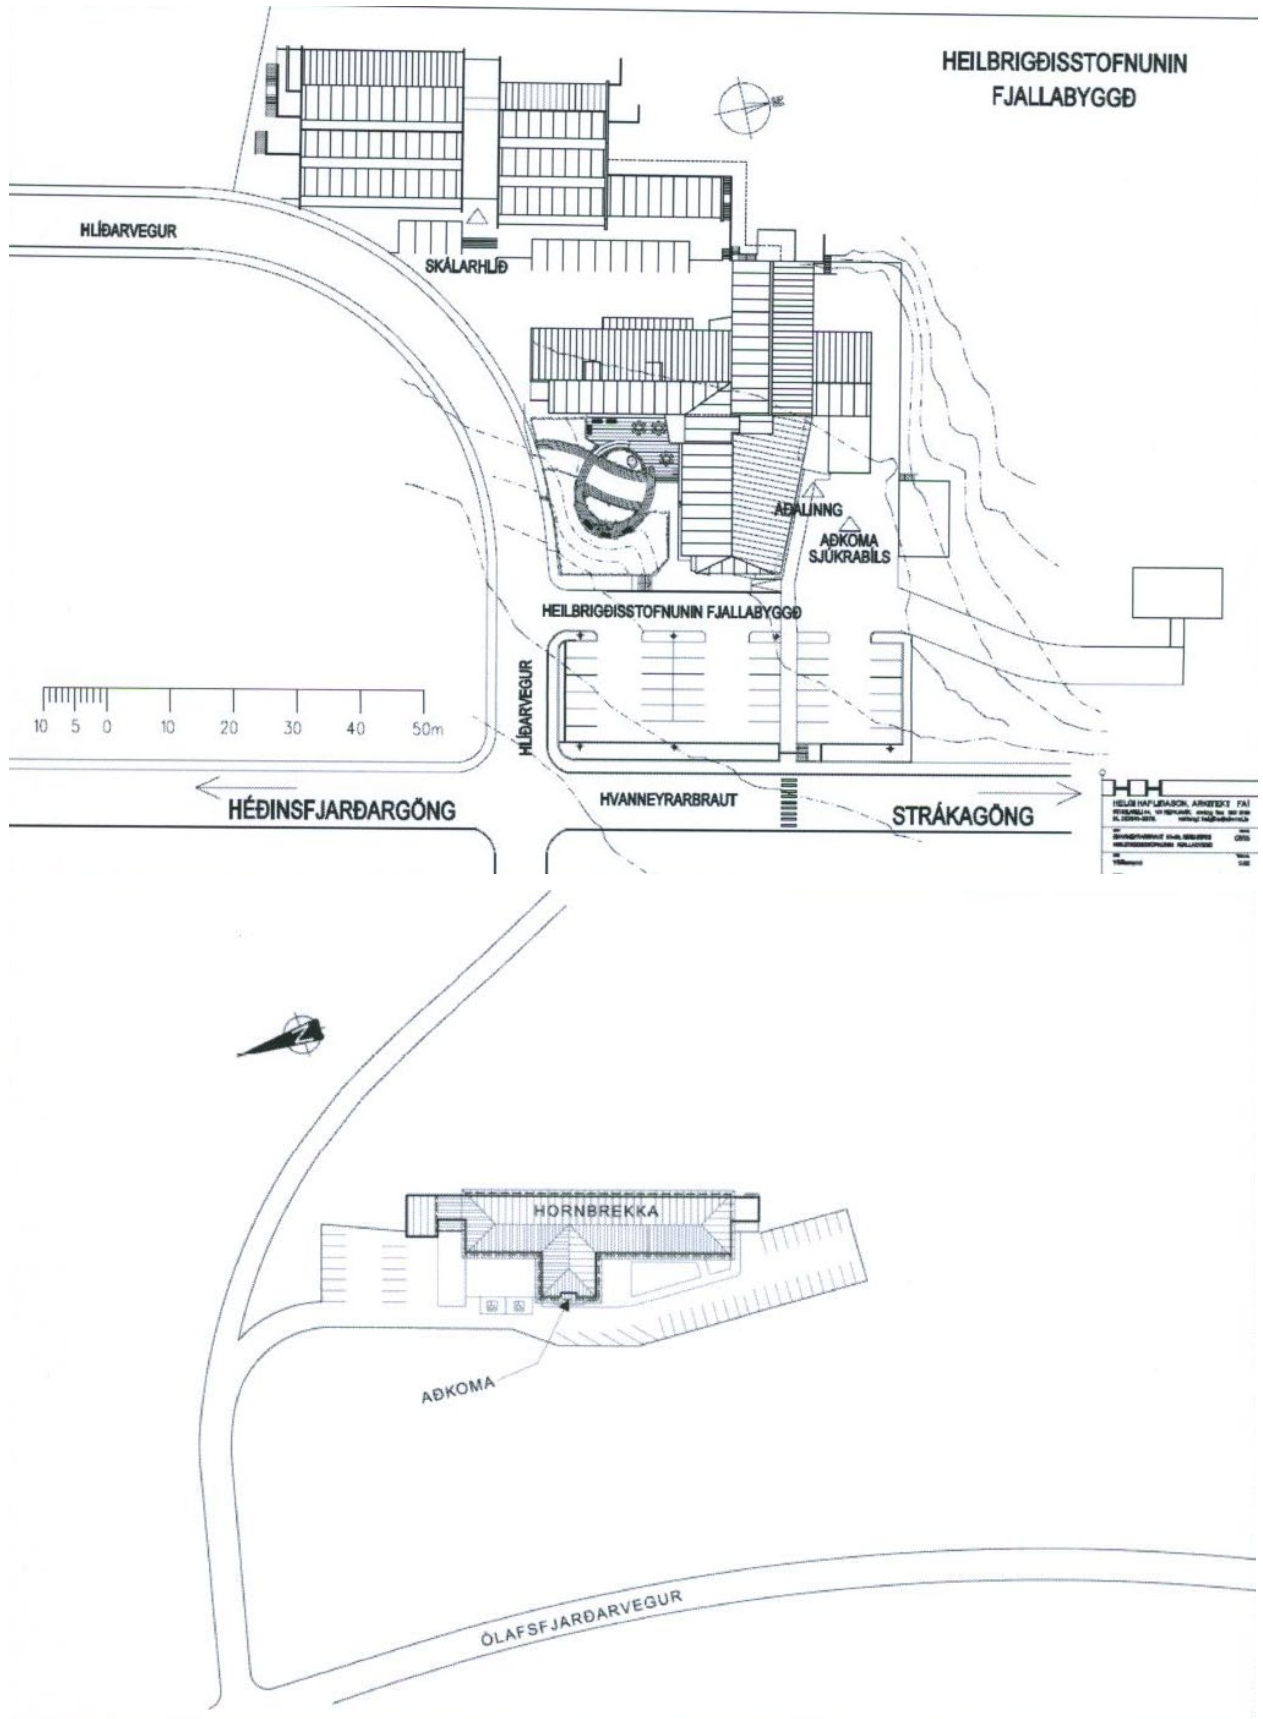 HEILBRIGÐISSTOFNUNIN
FJALLABYGGÐ
HLÍÐARVEGUR
SKÁLARHLÍÐ
AÐALINNG
AÐKOMA
SJÚKRABÍLS
HEILBRIGÐISSTOFNUNIN FJALLABYGGÐ
HLÍÐARVEGUR
10 5 0 10 20 30 40 50m
HÉÐINSFJARÐARGÖNG
HVANNEYRARBRAUT
STRÁKAGÖNG
HELGI HAFLIÐASON, ARKITEKT FAÍ
N
HORNBREKKA
AÐKOMA
ÓLAFSFJARÐARVEGUR